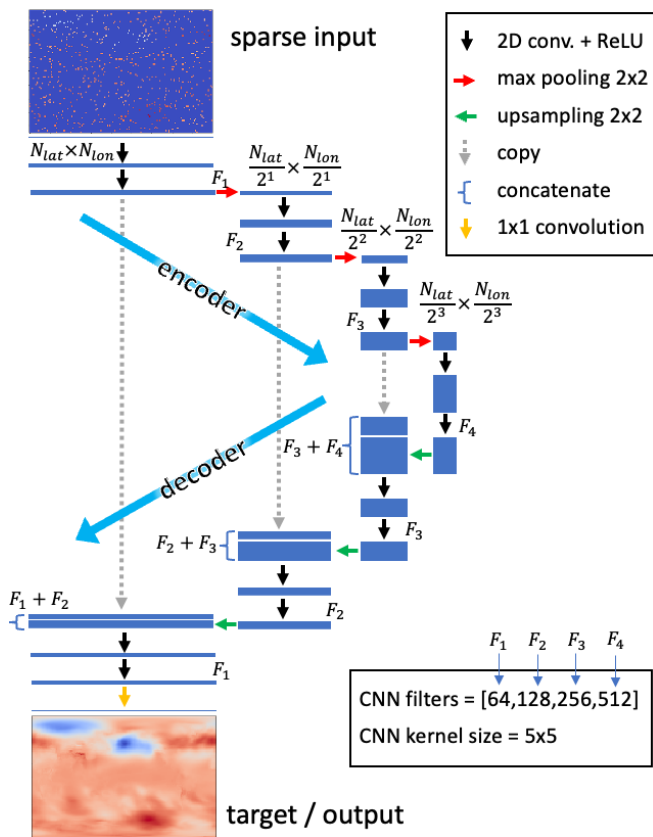 sparse input
2D conv. + ReLU
max pooling 2x2
upsampling 2x2
copy
concatenate
1x1 convolution
N_lat×N_lon
F_1
N_lat/2^1 × N_lon/2^1
F_2
N_lat/2^2 × N_lon/2^2
F_3
N_lat/2^3 × N_lon/2^3
encoder
F_4
F_3 + F_4
decoder
F_3
F_2 + F_3
F_2
F_1 + F_2
F_1
F_1 F_2 F_3 F_4
CNN filters = [64,128,256,512]
CNN kernel size = 5x5
target / output